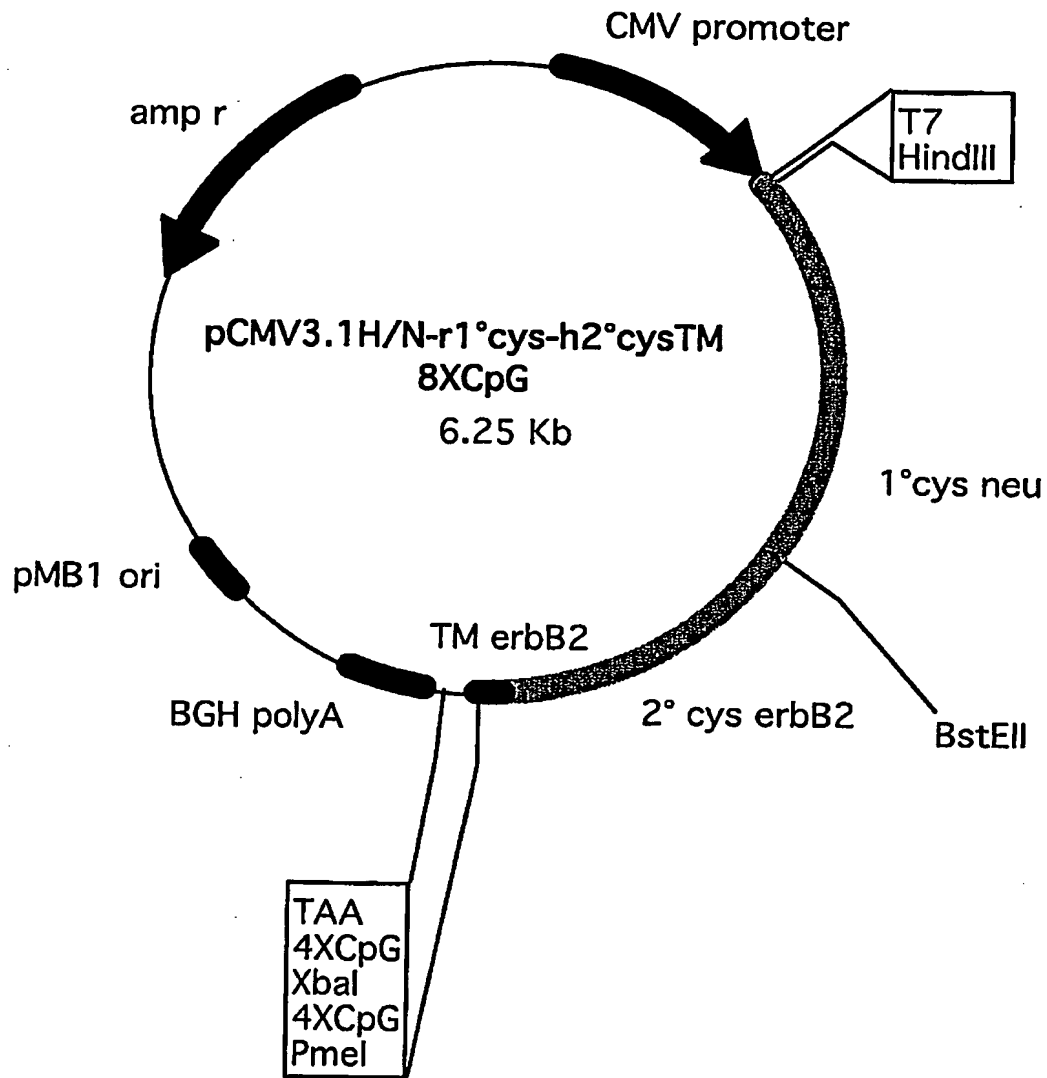 CMV promoter
amp r
T7
HindIII
pCMV3.1H/N-r1°cys-h2°cysTM
8XCpG
6.25 Kb
1°cys neu
pMB1 ori
TM erbB2
BGH polyA
2° cys erbB2
BstEII
TAA
4XCpG
XbaI
4XCpG
PmeI